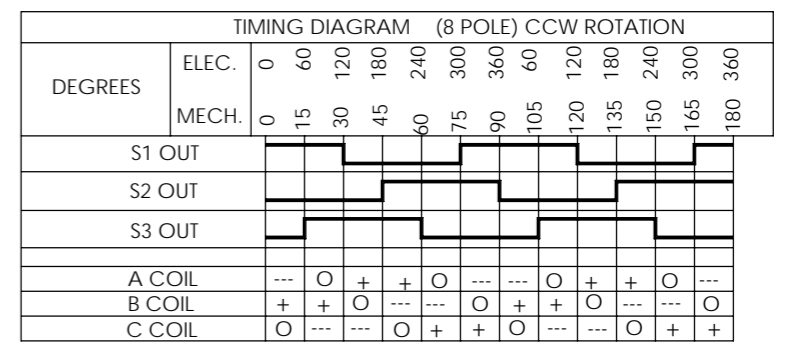 TIMING DIAGRAM (8 POLE) CCW ROTATION
DEGREES
ELEC. 0 60 120 180 240 300 360 60 120 180 240 300 360
MECH. 0 15 30 45 60 75 90 105 120 135 150 165 180
S1 OUT
S2 OUT
S3 OUT
A COIL --- O + + O --- --- O + + O ---
B COIL + + O --- --- O + + O --- --- O
C COIL O --- --- O + + O --- --- O + +